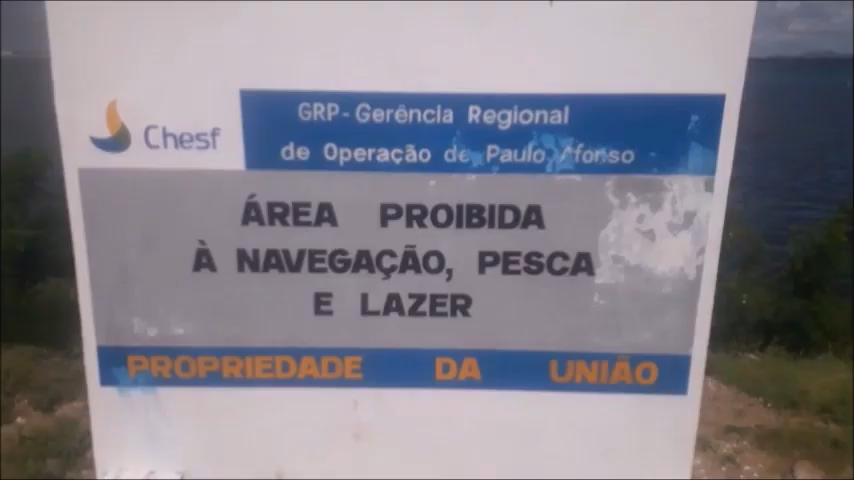 Chesf
GRP-Gerência Regional
de Operação de Paulo Afonso
ÁREA PROIBIDA
À NAVEGAÇÃO, PESCA
E LAZER
PROPRIEDADE DA UNIÃO